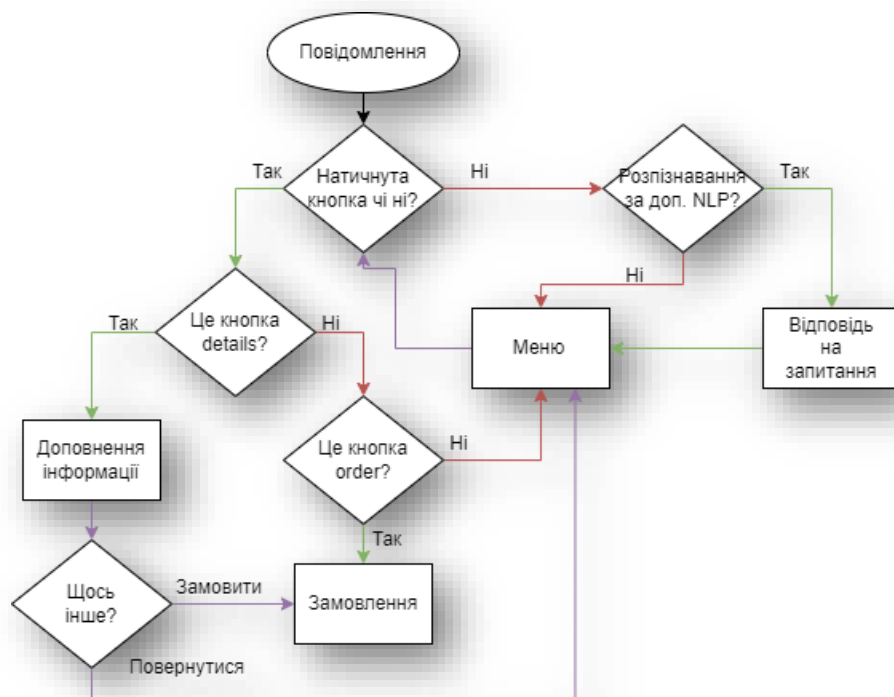 Повідомлення
Так
Натичнута
кнопка чі ні?
Ні
Розпізнавання
за доп. NLP?
Так
Ні
Так
Це кнопка
details?
Ні
Меню
Відповідь
на
запитання
Доповнення
інформації
Це кнопка
order?
Ні
Так
Щось
інше?
Замовити
Замовлення
Повернутися